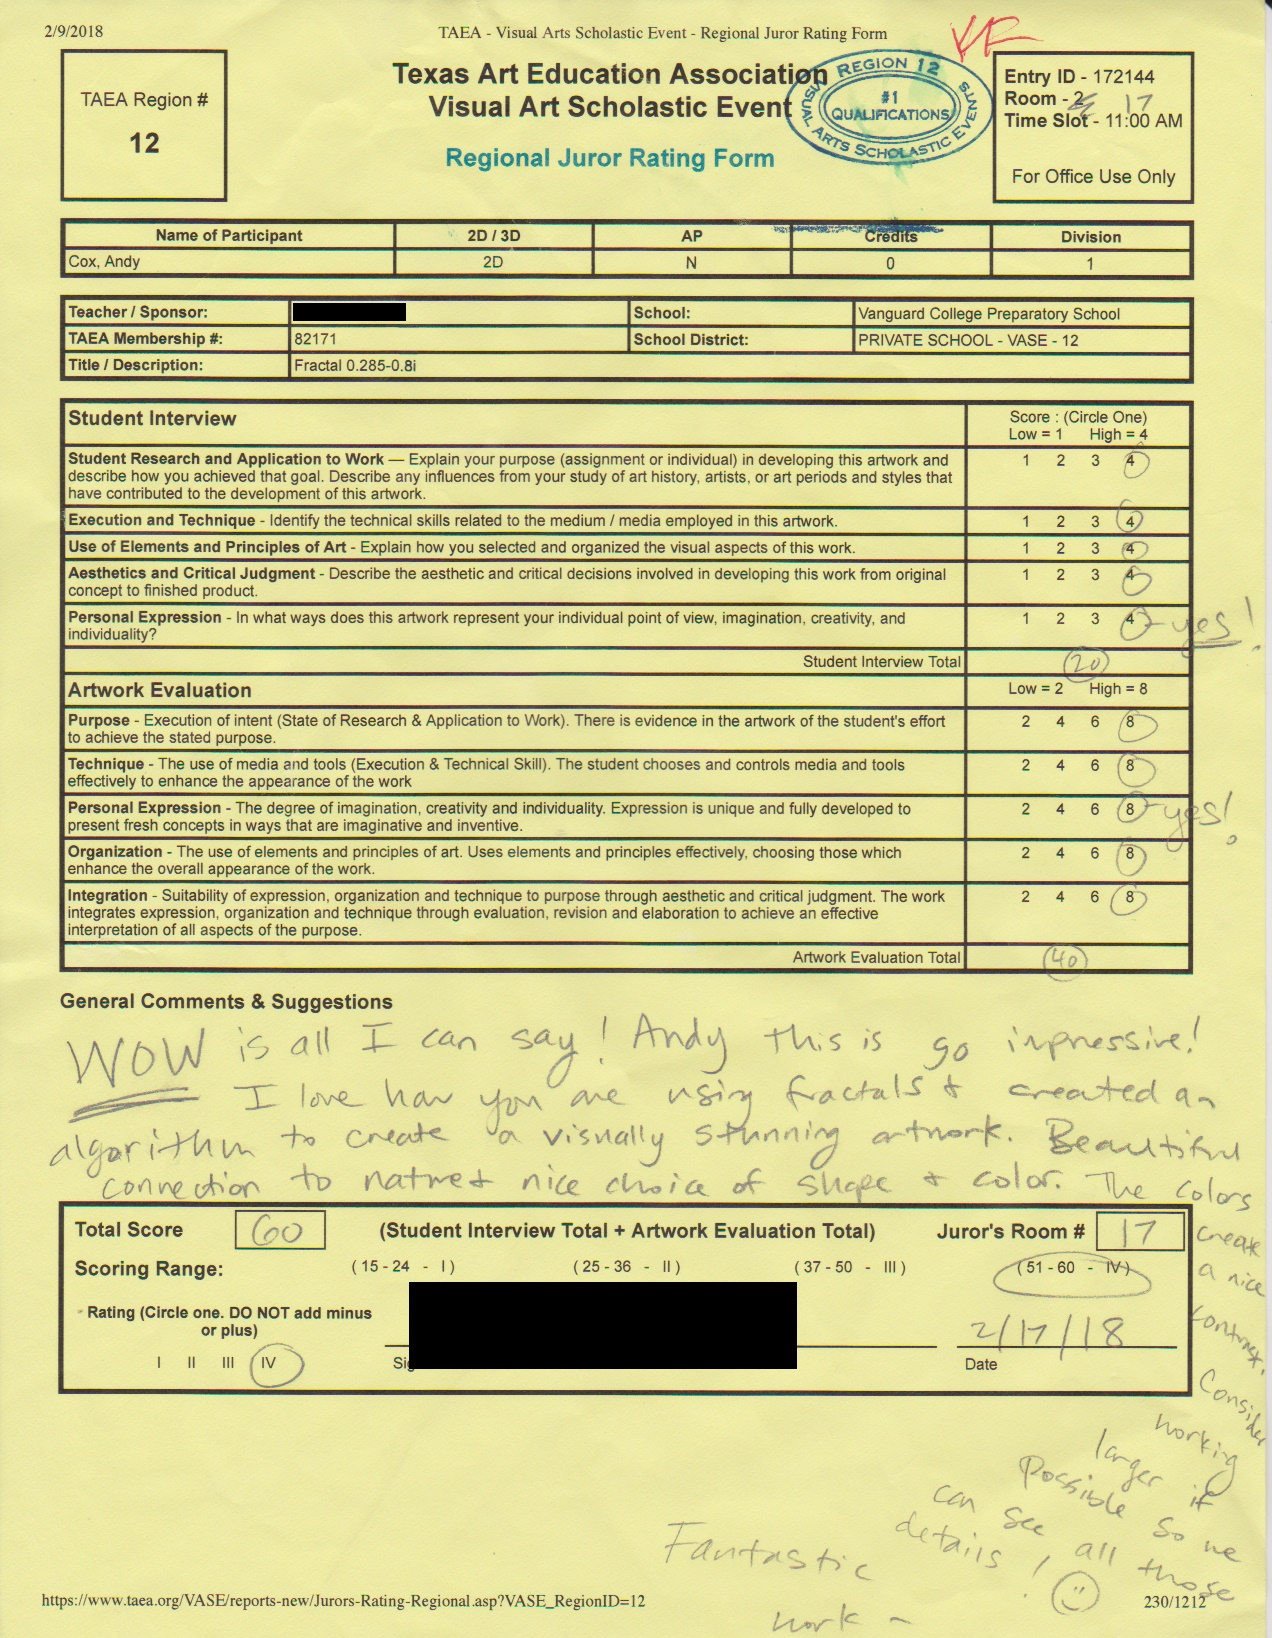 2/9/2018 TAEA - Visual Arts Scholastic Event - Regional Juror Rating Form
VR
TAEA Region #
12
Texas Art Education Association
Visual Art Scholastic Event
Regional Juror Rating Form
REGION 12
#1
QUALIFICATIONS
VISUAL ARTS SCHOLASTIC EVENTS
Entry ID - 172144
Room - 2 17
Time Slot - 11:00 AM
For Office Use Only
Name of Participant 2D / 3D AP Credits Division
Cox, Andy 2D N 0 1
Teacher / Sponsor: School: Vanguard College Preparatory School
TAEA Membership #: 82171 School District: PRIVATE SCHOOL - VASE - 12
Title / Description: Fractal 0.285-0.8i
Student Interview Score : (Circle One)
Low = 1 High = 4
Student Research and Application to Work — Explain your purpose (assignment or individual) in developing this artwork and 1 2 3 4
describe how you achieved that goal. Describe any influences from your study of art history, artists, or art periods and styles that
have contributed to the development of this artwork.
Execution and Technique - Identify the technical skills related to the medium / media employed in this artwork. 1 2 3 4
Use of Elements and Principles of Art - Explain how you selected and organized the visual aspects of this work. 1 2 3 4
Aesthetics and Critical Judgment - Describe the aesthetic and critical decisions involved in developing this work from original 1 2 3 4
concept to finished product.
Personal Expression - In what ways does this artwork represent your individual point of view, imagination, creativity, and 1 2 3 4 - yes!
individuality?
Student Interview Total 20
Artwork Evaluation Low = 2 High = 8
Purpose - Execution of intent (State of Research & Application to Work). There is evidence in the artwork of the student's effort 2 4 6 8
to achieve the stated purpose.
Technique - The use of media and tools (Execution & Technical Skill). The student chooses and controls media and tools 2 4 6 8
effectively to enhance the appearance of the work
Personal Expression - The degree of imagination, creativity and individuality. Expression is unique and fully developed to 2 4 6 8 - yes!
present fresh concepts in ways that are imaginative and inventive.
Organization - The use of elements and principles of art. Uses elements and principles effectively, choosing those which 2 4 6 8
enhance the overall appearance of the work.
Integration - Suitability of expression, organization and technique to purpose through aesthetic and critical judgment. The work 2 4 6 8
integrates expression, organization and technique through evaluation, revision and elaboration to achieve an effective
interpretation of all aspects of the purpose.
Artwork Evaluation Total 40
General Comments & Suggestions
WOW is all I can say! Andy this is so impressive!
I love how you are using fractals & created an
algorithm to create a visually stunning artwork. Beautiful
connection to nature & nice choice of shape & color. The colors
create
a nice
contrast.
Consider
working
larger if
possible so we
can see all those
details!
Total Score 60 (Student Interview Total + Artwork Evaluation Total) Juror's Room # 17
Scoring Range: ( 15 - 24 - I ) ( 25 - 36 - II ) ( 37 - 50 - III ) ( 51 - 60 - IV )
Rating (Circle one. DO NOT add minus
or plus)
I II III IV
2/17/18
Date
Fantastic
work ~
https://www.taea.org/VASE/reports-new/Jurors-Rating-Regional.asp?VASE_RegionID=12 230/1212